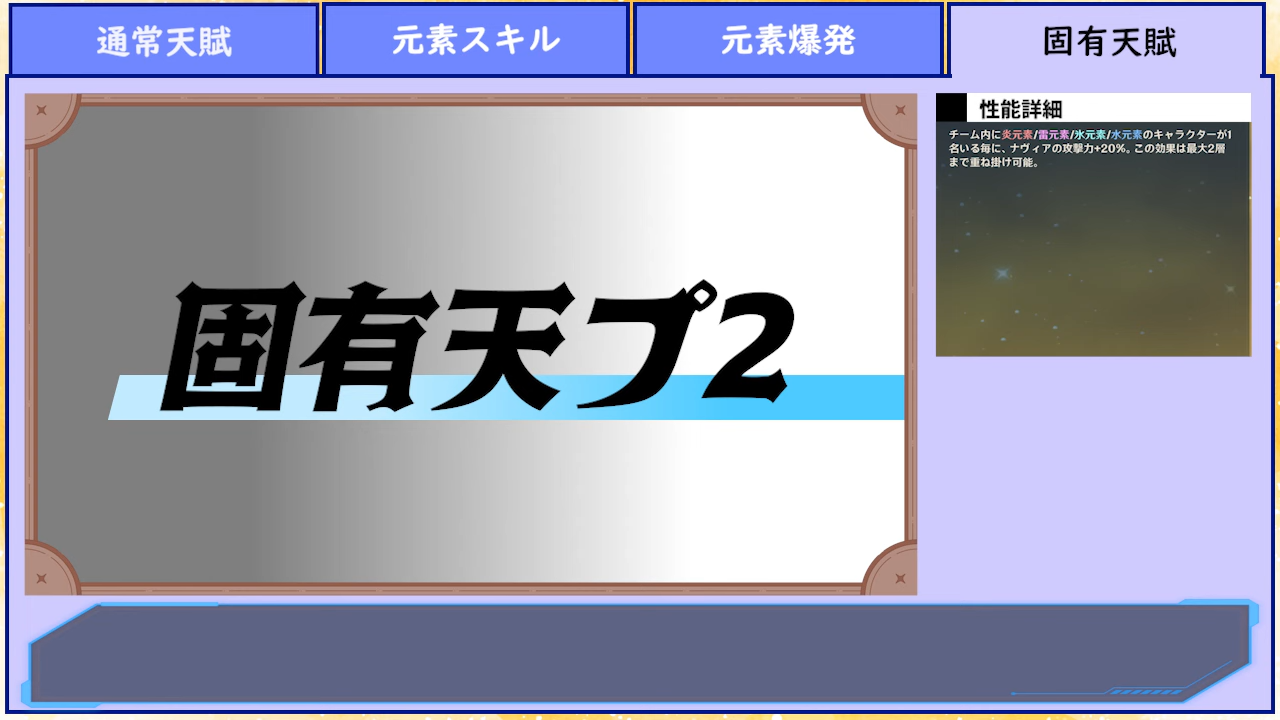 通常天賦
元素スキル
元素爆発
固有天賦
固有天プ2
性能詳細
チーム内に炎元素/雷元素/氷元素/水元素のキャラクターが1
名いる毎に、ナヴィアの攻撃力+20%。この効果は最大2層
まで重ね掛け可能。